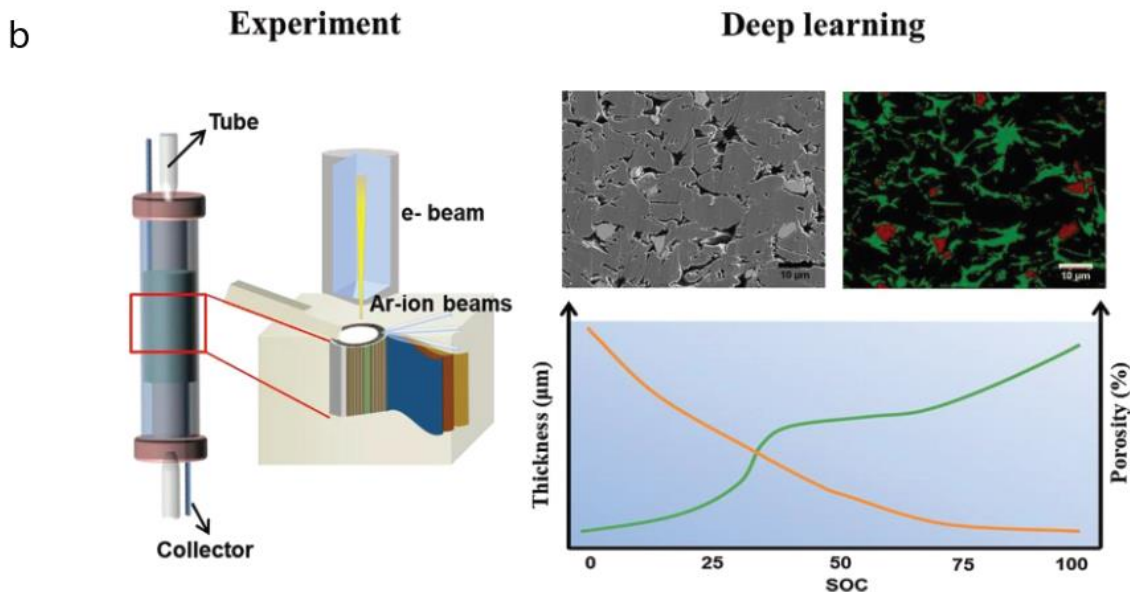 b
Experiment
Deep learning
Tube
e- beam
Ar-ion beams
Collector
10 µm
10 µm
Thickness (µm)
Porosity (%)
0 25 50 75 100
SOC